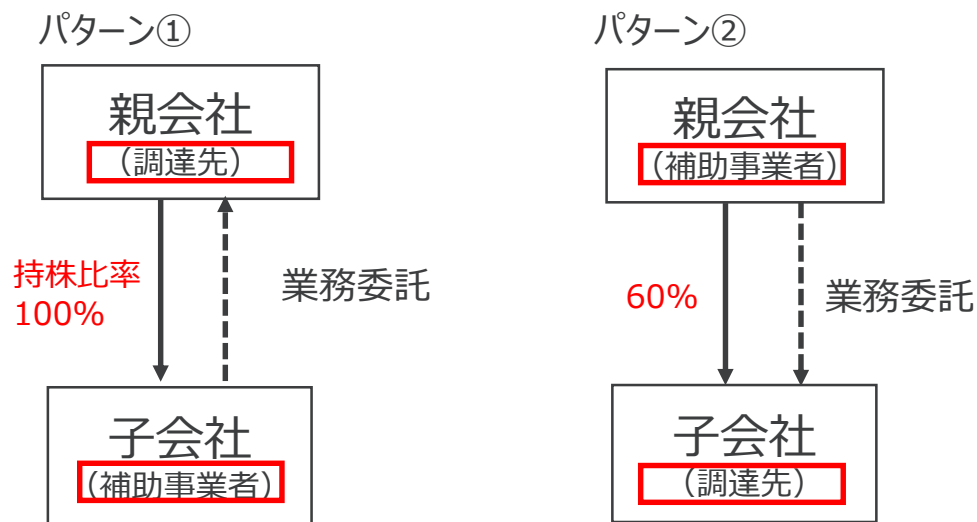 パターン①
親会社
（調達先）
持株比率
100%
業務委託
子会社
（補助事業者）
パターン②
親会社
（補助事業者）
60%
業務委託
子会社
（調達先）